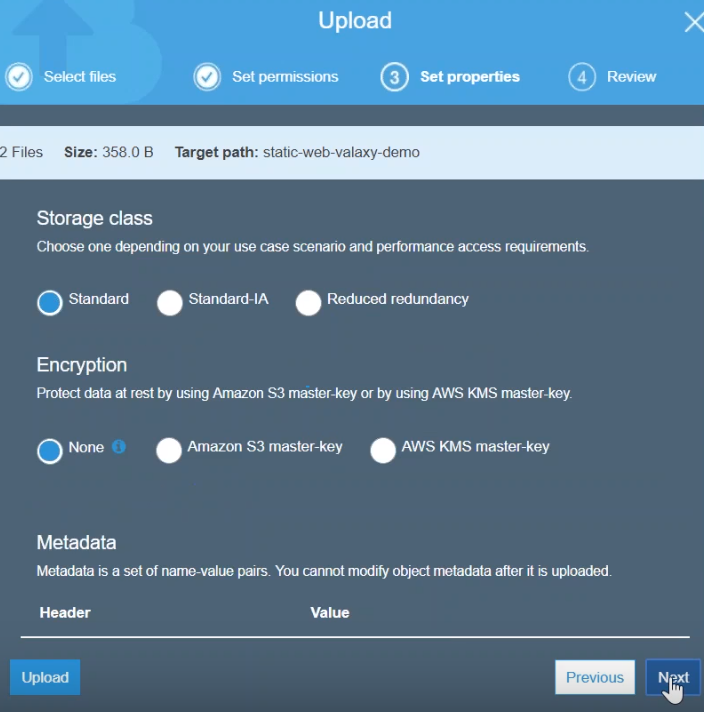 Upload
Select files Set permissions 3 Set properties 4 Review
2 Files Size: 358.0 B Target path: static-web-valaxy-demo
Storage class
Choose one depending on your use case scenario and performance access requirements.
Standard Standard-IA Reduced redundancy
Encryption
Protect data at rest by using Amazon S3 master-key or by using AWS KMS master-key.
None Amazon S3 master-key AWS KMS master-key
Metadata
Metadata is a set of name-value pairs. You cannot modify object metadata after it is uploaded.
Header Value
Upload Previous Next